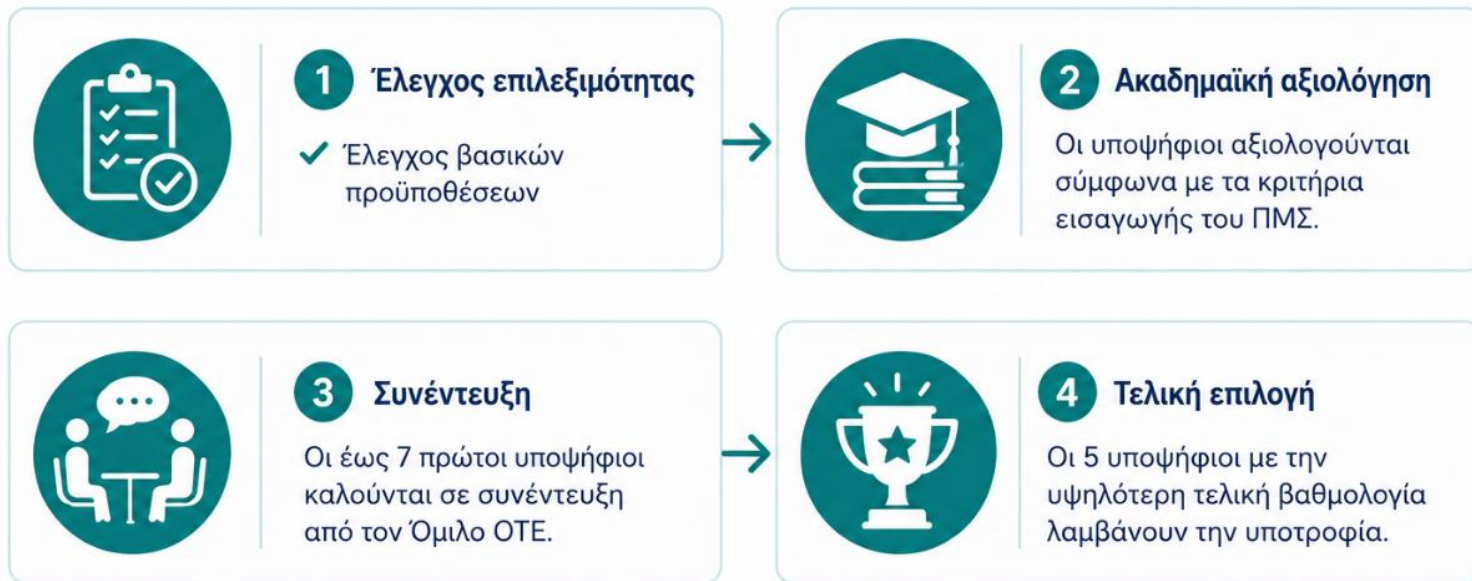 1 Έλεγχος επιλεξιμότητας
✓ Έλεγχος βασικών
προϋποθέσεων
2 Ακαδημαϊκή αξιολόγηση
Οι υποψήφιοι αξιολογούνται
σύμφωνα με τα κριτήρια
εισαγωγής του ΠΜΣ.
3 Συνέντευξη
Οι έως 7 πρώτοι υποψήφιοι
καλούνται σε συνέντευξη
από τον Όμιλο ΟΤΕ.
4 Τελική επιλογή
Οι 5 υποψήφιοι με την
υψηλότερη τελική βαθμολογία
λαμβάνουν την υποτροφία.